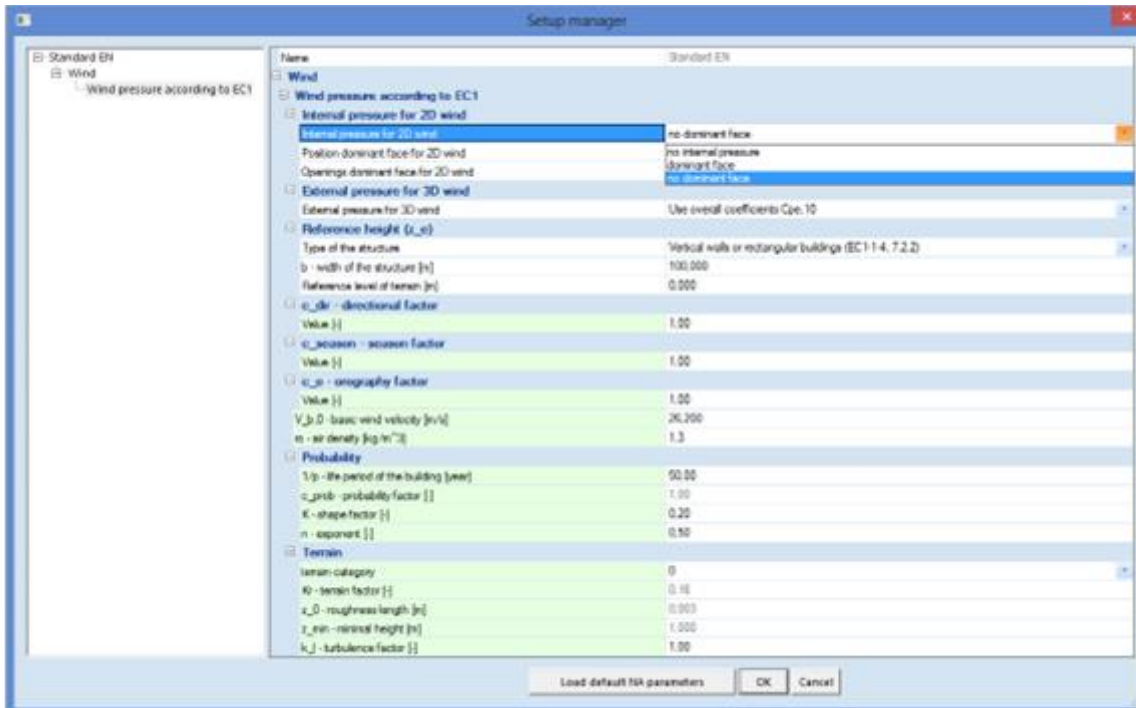 Setup manager
Standard EN
Wind
Wind pressure according to EC1
Name Standard EN
Wind
Wind pressure according to EC1
Internal pressure for 2D wind
Internal pressure for 2D wind no dominant face
Position dominant face for 2D wind no internal pressure
dominant face
Openings dominant face for 2D wind no dominant face
External pressure for 3D wind
External pressure for 3D wind Use overall coefficients Cpe,10
Reference height (z_e)
Type of the structure Vertical walls or rectangular buildings (EC1-1-4, 7.2.2)
b - width of the structure [m] 100,000
Reference level of terrain [m] 0.000
c_dir - directional factor
Value [-] 1.00
c_season - season factor
Value [-] 1.00
c_o - orography factor
Value [-] 1.00
V_b,0 - basic wind velocity [m/s] 26,200
m - air density [kg/m^3] 1.3
Probability
1/p - life period of the building [year] 50.00
c_prob - probability factor [-] 1.00
K - shape factor [-] 0.20
n - exponent [-] 0.50
Terrain
terrain category 0
Kr - terrain factor [-] 0.16
z_0 - roughness length [m] 0.003
z_min - minimal height [m] 1.000
k_I - turbulence factor [-] 1.00
Load default NA parameters OK Cancel